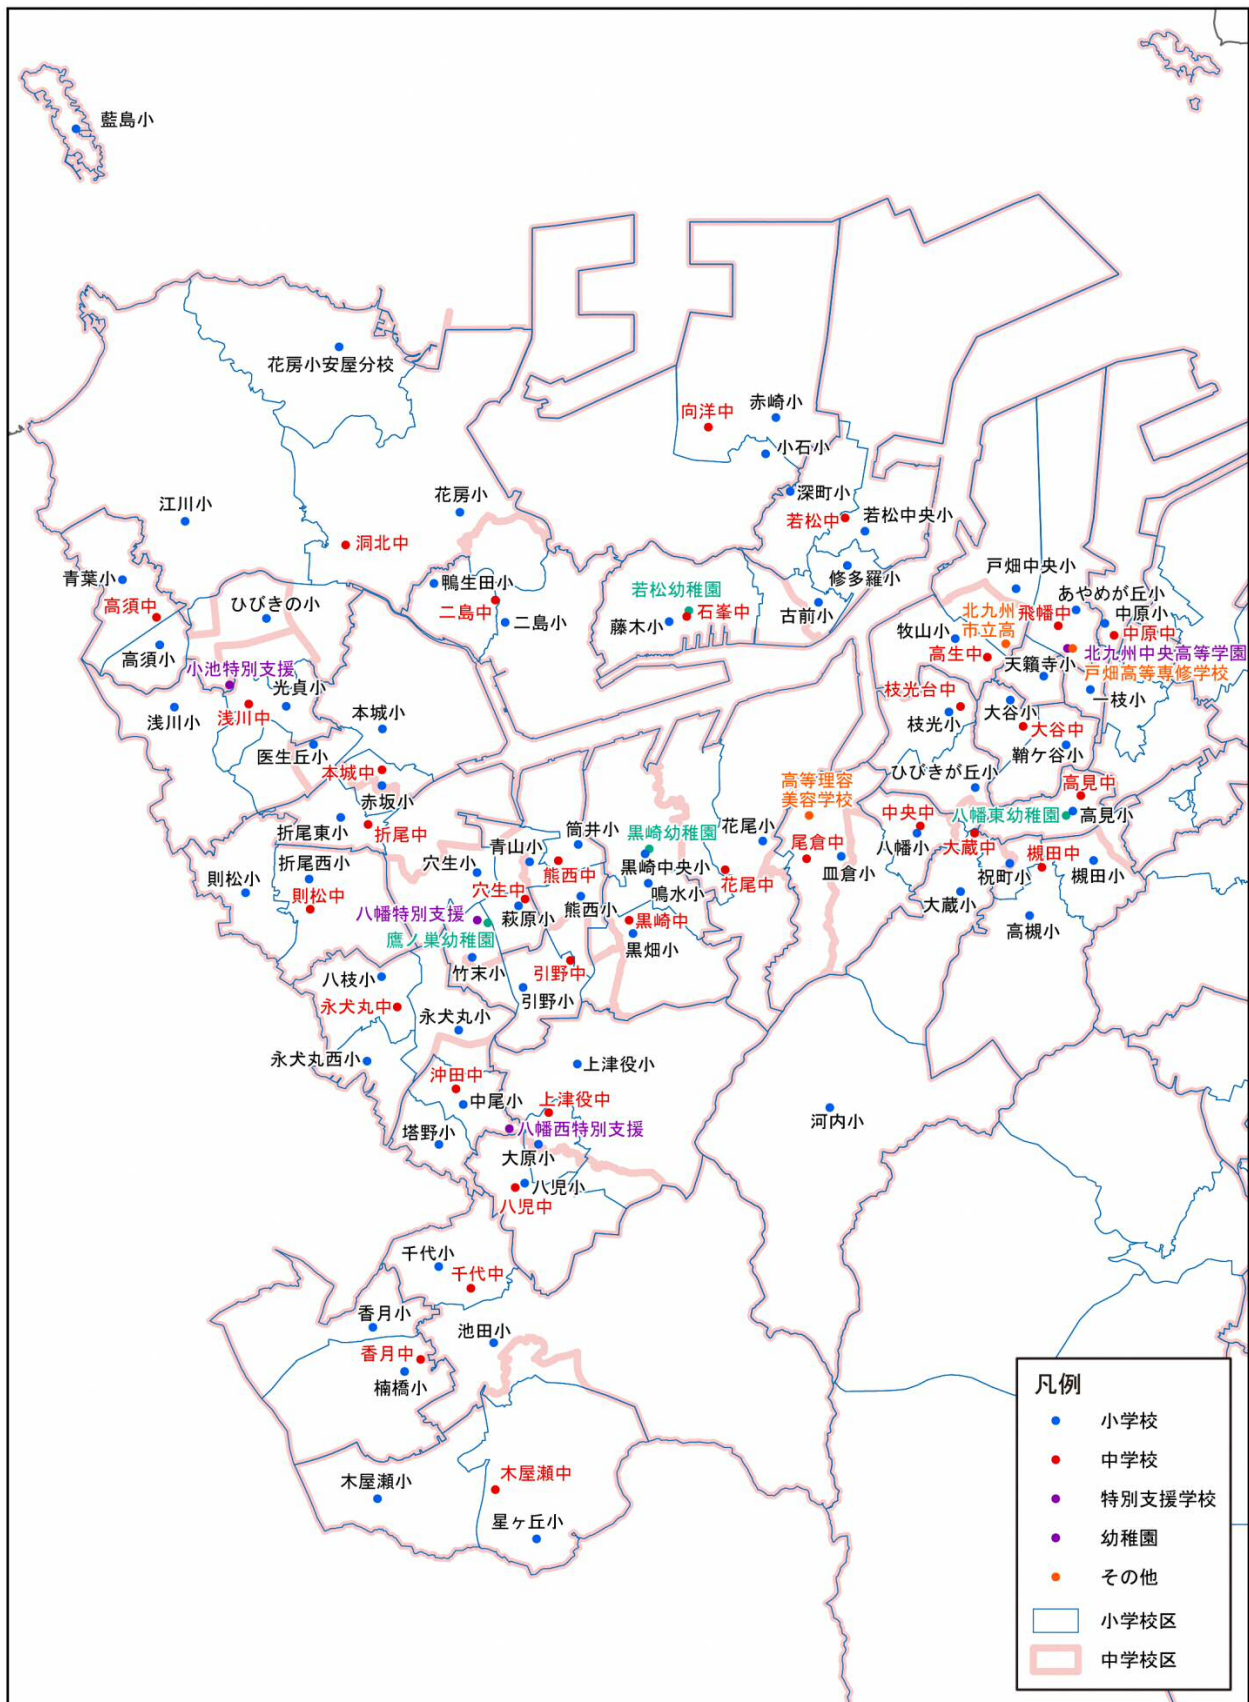 藍島小
花房小安屋分校
赤崎小
向洋中
小石小
深町小
花房小
江川小
若松中
若松中央小
洞北中
修多羅小
戸畑中央小
青葉小
鴨生田小
若松幼稚園
あやめが丘小
高須中
ひびきの小
二島中
二島小
藤木小
石峯中
古前小
北九州
市立高
飛幡中
中原小
中原中
牧山小
高須小
高生中
天籟寺小
北九州中央高等学園
戸畑高等専修学校
小池特別支援
光貞小
浅川小
浅川中
本城小
枝光台中
枝光小
大谷小
一枝小
大谷中
医生丘小
鞘ケ谷小
本城中
ひびきが丘小
高等理容
美容学校
高見中
赤坂小
折尾東小
折尾中
筒井小
黒崎幼稚園
花尾小
中央中
八幡東幼稚園
高見小
青山小
尾倉中
八幡小
大蔵中
折尾西小
穴生小
熊西中
黒崎中央小
皿倉小
祝町小
槻田中
槻田小
則松小
則松中
穴生中
鳴水小
花尾中
大蔵小
八幡特別支援
萩原小
熊西小
黒崎中
高槻小
鷹ノ巣幼稚園
黒畑小
八枝小
竹末小
引野中
引野小
永犬丸中
永犬丸小
永犬丸西小
上津役小
沖田中
中尾小
上津役中
河内小
塔野小
八幡西特別支援
大原小
八児小
八児中
千代小
千代中
香月小
池田小
香月中
楠橋小
木屋瀬小
木屋瀬中
星ヶ丘小
凡例
小学校
中学校
特別支援学校
幼稚園
その他
小学校区
中学校区